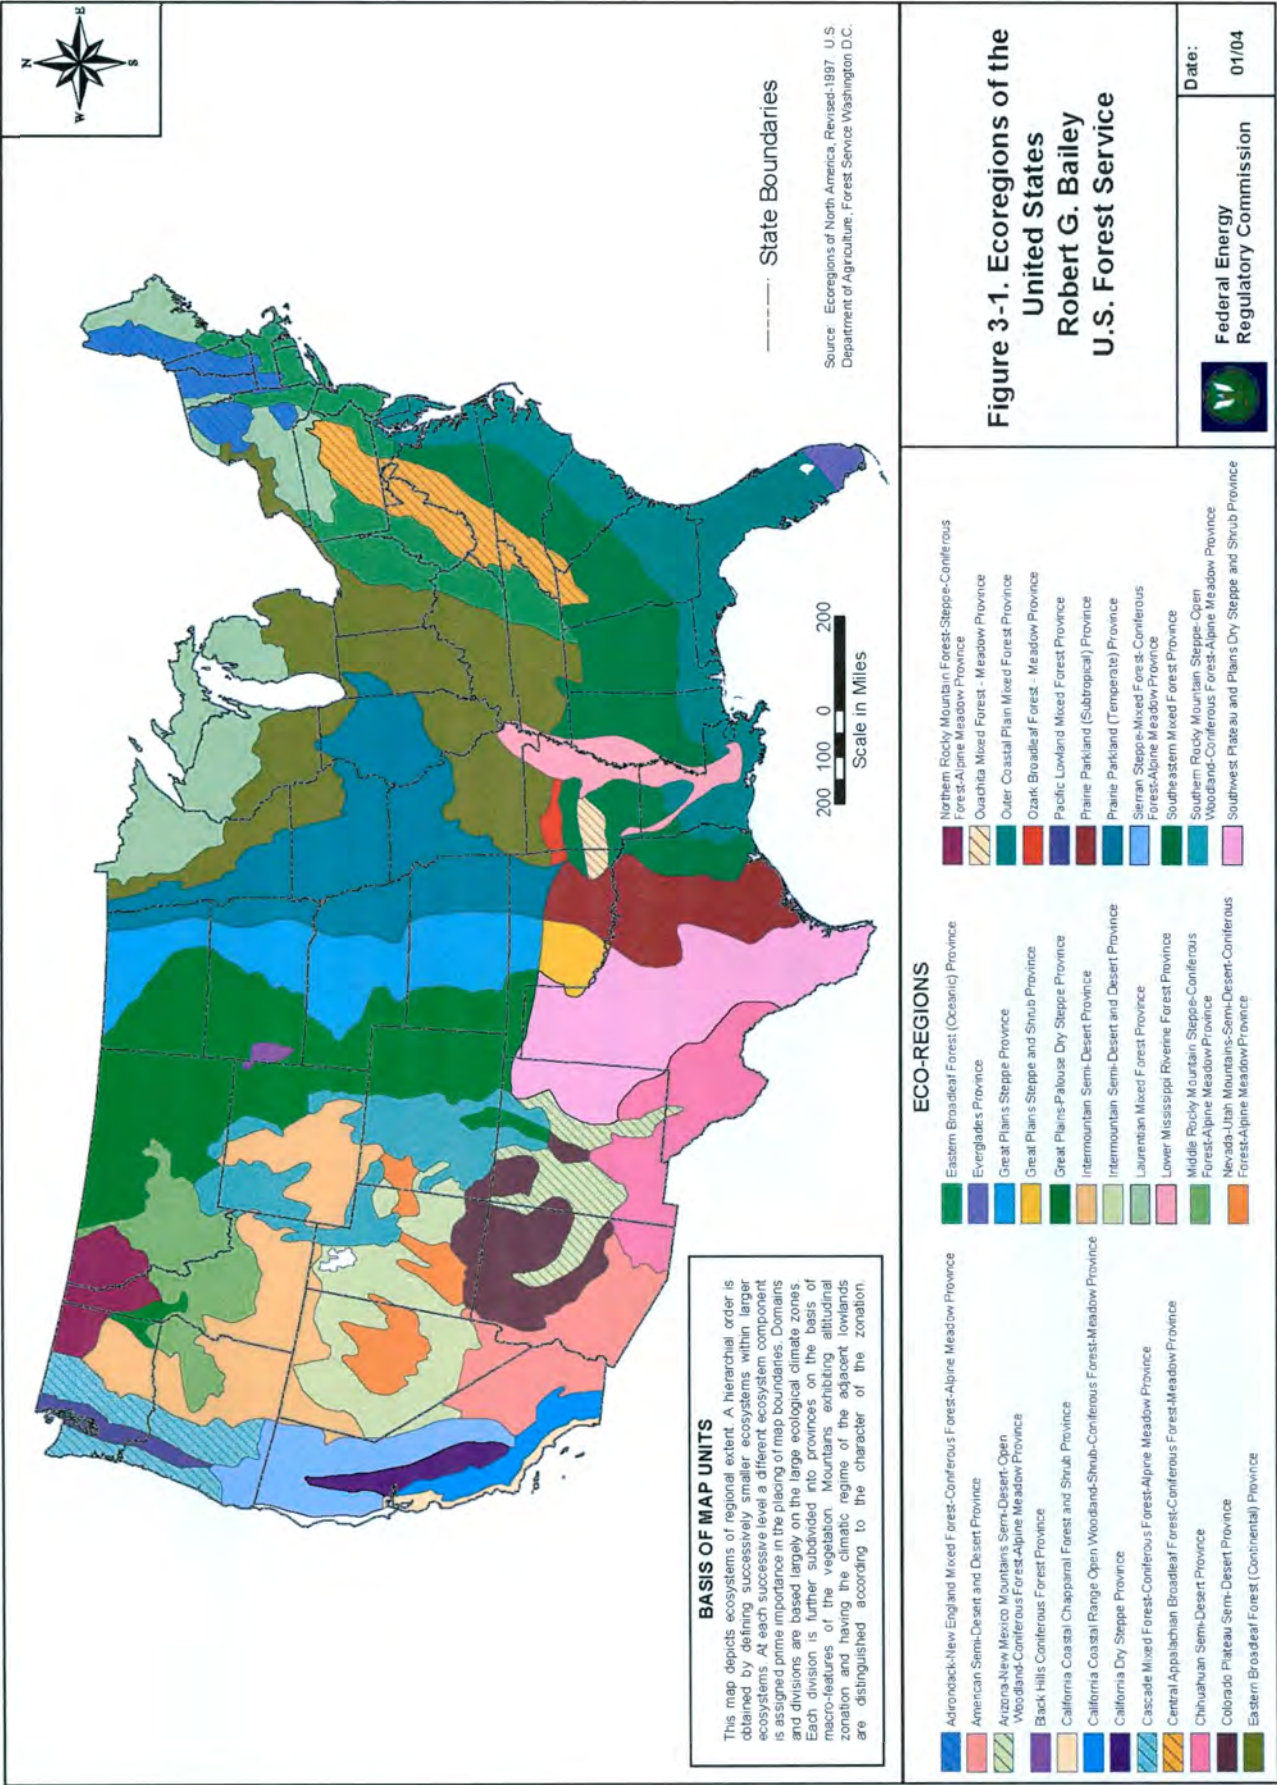 N
W
E
S
State Boundaries
Source: Ecoregions of North America, Revised-1997 U.S.
Department of Agriculture, Forest Service Washington D.C.
200 100 0 200
Scale in Miles
BASIS OF MAP UNITS
This map depicts ecosystems of regional extent. A hierarchial order is
obtained by defining successively smaller ecosystems within larger
ecosystems. At each successive level a different ecosystem component
is assigned prime importance in the placing of map boundaries. Domains
and divisions are based largely on the large ecological climate zones.
Each division is further subdivided into provinces on the basis of
macro-features of the vegetation. Mountains exhibiting altitudinal
zonation and having the climatic regime of the adjacent lowlands
are distinguished according to the character of the zonation.
ECO-REGIONS
Adirondack-New England Mixed Forest-Coniferous Forest-Alpine Meadow Province
American Semi-Desert and Desert Province
Arizona-New Mexico Mountains Semi-Desert-Open
Woodland-Coniferous Forest-Alpine Meadow Province
Black Hills Coniferous Forest Province
California Coastal Chapparral Forest and Shrub Province
California Coastal Range Open Woodland-Shrub-Coniferous Forest-Meadow Province
California Dry Steppe Province
Cascade Mixed Forest-Coniferous Forest-Alpine Meadow Province
Central Appalachian Broadleaf Forest-Coniferous Forest-Meadow Province
Chihuahuan Semi-Desert Province
Colorado Plateau Semi-Desert Province
Eastern Broadleaf Forest (Continental) Province
Eastern Broadleaf Forest (Oceanic) Province
Everglades Province
Great Plains Steppe Province
Great Plains Steppe and Shrub Province
Great Plains-Palouse Dry Steppe Province
Intermountain Semi-Desert Province
Intermountain Semi-Desert and Desert Province
Laurentian Mixed Forest Province
Lower Mississippi Riverine Forest Province
Middle Rocky Mountain Steppe-Coniferous
Forest-Alpine Meadow Province
Nevada-Utah Mountains-Semi-Desert-Coniferous
Forest-Alpine Meadow Province
Northern Rocky Mountain Forest-Steppe-Coniferous
Forest-Alpine Meadow Province
Ouachita Mixed Forest - Meadow Province
Outer Coastal Plain Mixed Forest Province
Ozark Broadleaf Forest - Meadow Province
Pacific Lowland Mixed Forest Province
Prairie Parkland (Subtropical) Province
Prairie Parkland (Temperate) Province
Sierran Steppe-Mixed Forest-Coniferous
Forest-Alpine Meadow Province
Southeastern Mixed Forest Province
Southern Rocky Mountain Steppe-Open
Woodland-Coniferous Forest-Alpine Meadow Province
Southwest Plateau and Plains Dry Steppe and Shrub Province
Figure 3-1. Ecoregions of the
United States
Robert G. Bailey
U.S. Forest Service
Federal Energy
Regulatory Commission
Date:
01/04